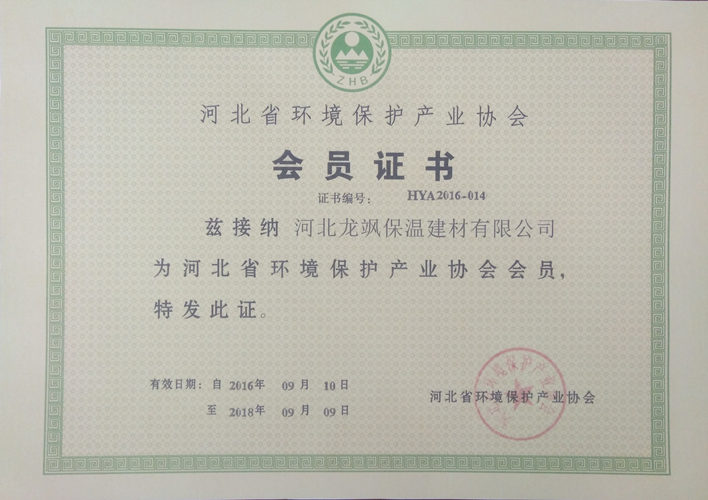 ZHB
河北省环境保护产业协会
会员证书
证书编号： HYA2016-014
兹接纳 河北龙飒保温建材有限公司
为河北省环境保护产业协会会员，
特发此证。
有效日期：自 2016年 09月 10日
至 2018年 09月 09日
河北省环境保护产业协会